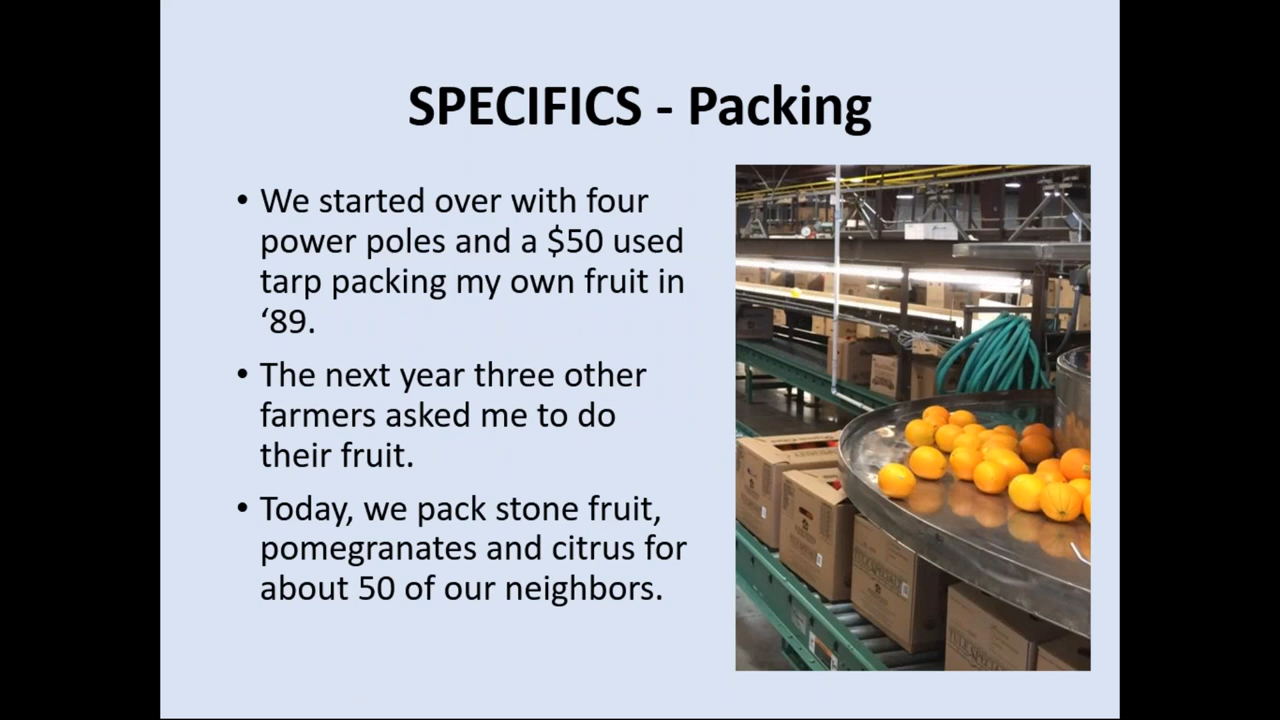 SPECIFICS - Packing
• We started over with four
power poles and a $50 used
tarp packing my own fruit in
‘89.
• The next year three other
farmers asked me to do
their fruit.
• Today, we pack stone fruit,
pomegranates and citrus for
about 50 of our neighbors.